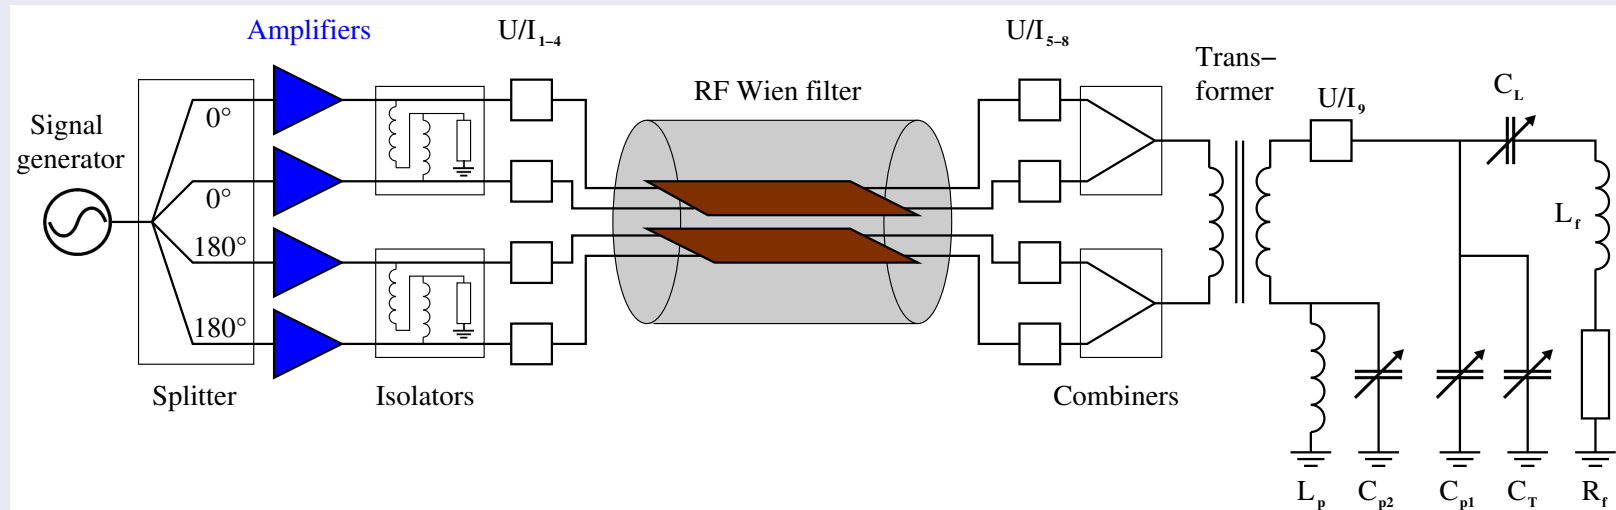 Amplifiers
U/I1–4
U/I5–8
Trans–
former
RF Wien filter
U/I9
CL
Signal
generator
0°
0°
180°
180°
Lf
Splitter
Isolators
Combiners
Lp
Cp2
Cp1
CT
Rf